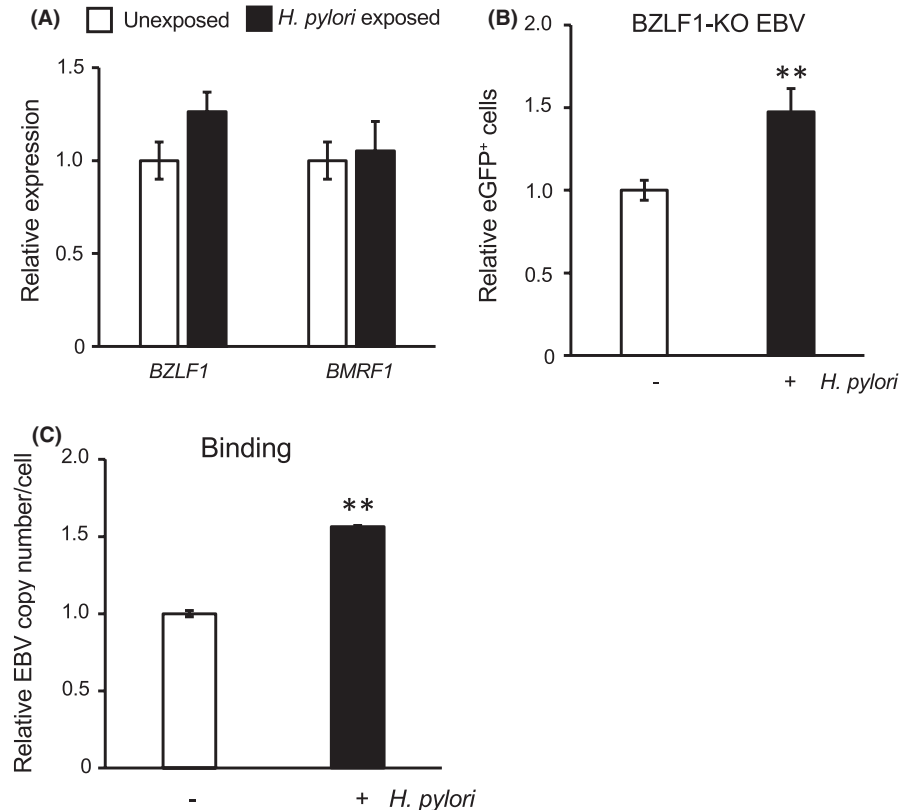 (A) Unexposed H. pylori exposed
Relative expression
1.5
1.0
0.5
0
BZLF1 BMRF1
(B)
BZLF1-KO EBV
Relative eGFP+ cells
2.0
1.5
1.0
0.5
0
**
- + H. pylori
(C)
Binding
Relative EBV copy number/cell
2.0
1.5
1.0
0.5
0
**
- + H. pylori